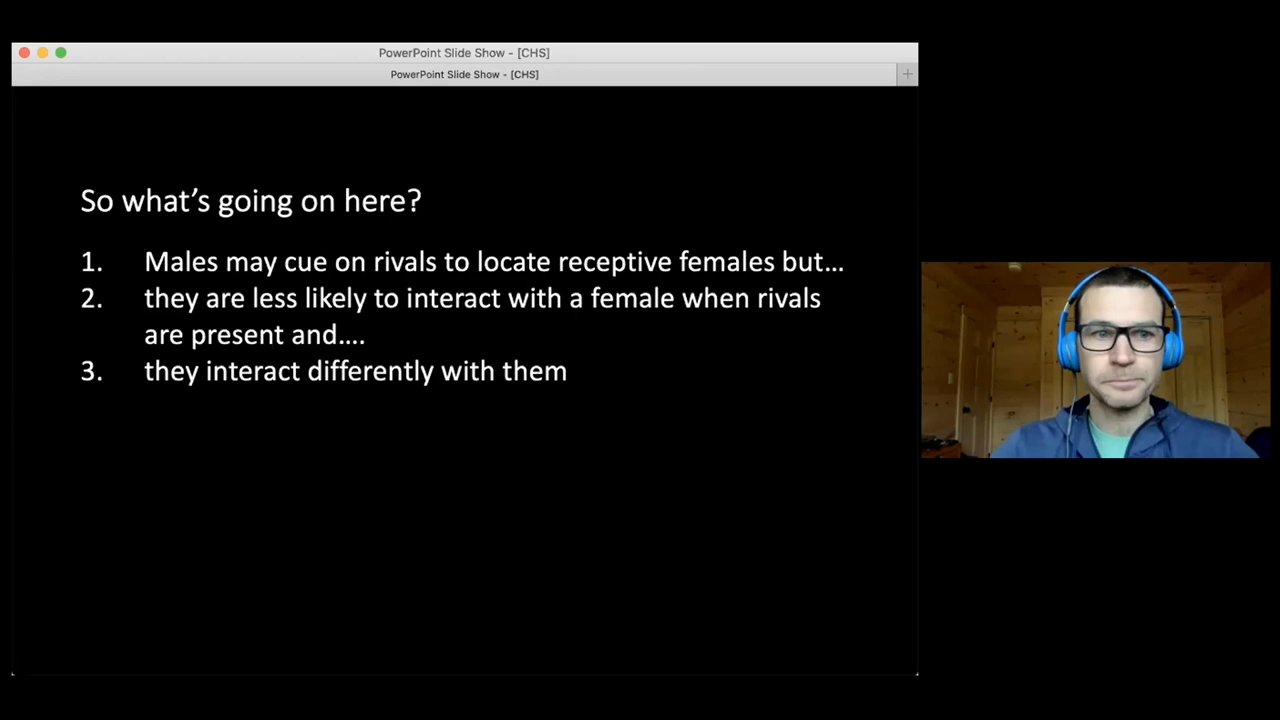 PowerPoint Slide Show - [CHS]
PowerPoint Slide Show - [CHS]
So what’s going on here?
1. Males may cue on rivals to locate receptive females but…
2. they are less likely to interact with a female when rivals
are present and….
3. they interact differently with them